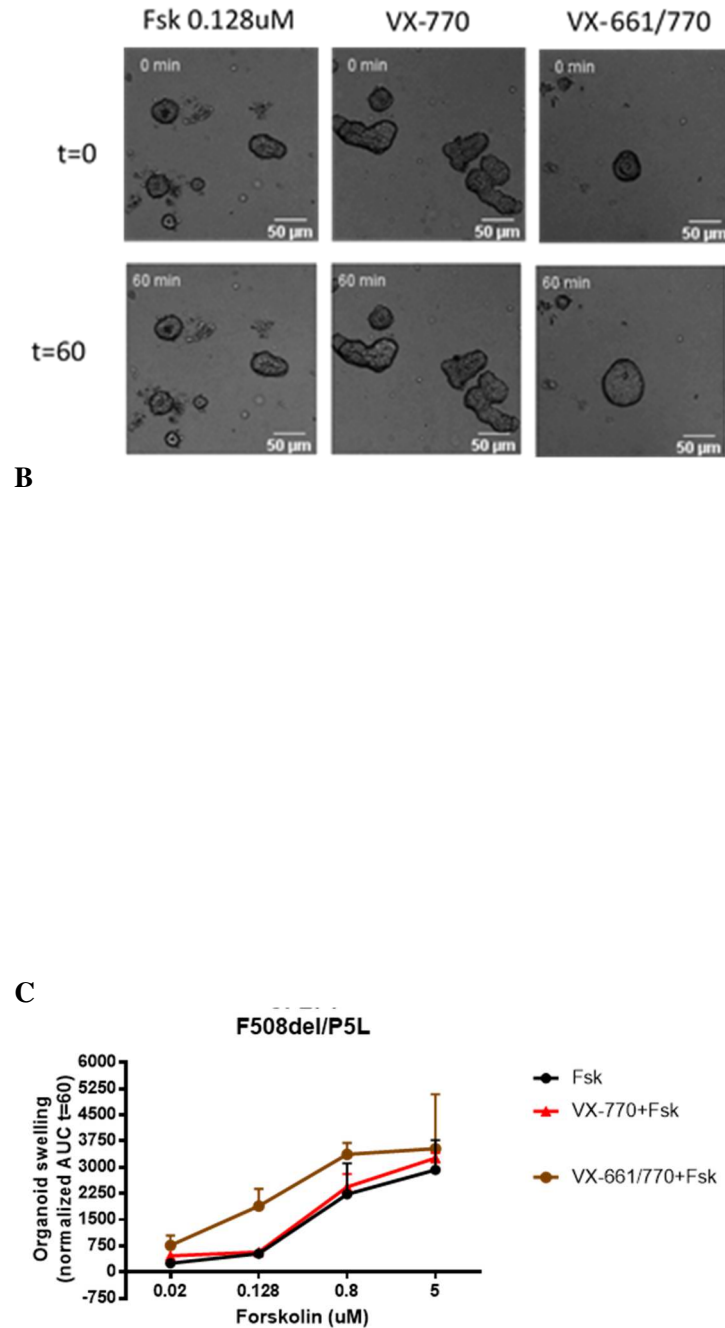 Fsk 0.128uM VX-770 VX-661/770
t=0
0 min 0 min 0 min
50 µm 50 µm 50 µm
t=60
60 min 60 min 60 min
50 µm 50 µm 50 µm
B
C
F508del/P5L
Organoid swelling
(normalized AUC t=60)
6000
5250
4500
3750
3000
2250
1500
750
0
-750
0.02 0.128 0.8 5
Forskolin (uM)
Fsk
VX-770+Fsk
VX-661/770+Fsk